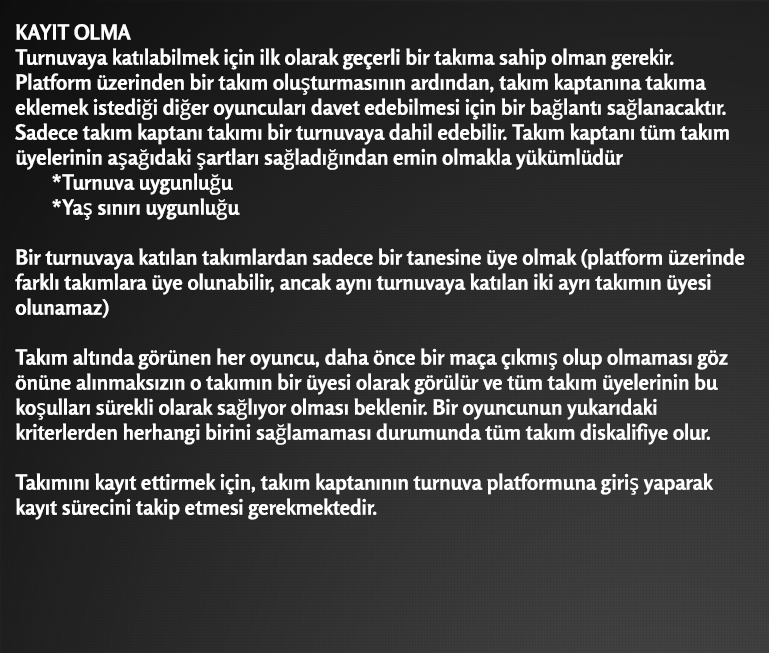 KAYIT OLMA
Turnuvaya katılabilmek için ilk olarak geçerli bir takıma sahip olman gerekir.
Platform üzerinden bir takım oluşturmasının ardından, takım kaptanına takıma
eklemek istediği diğer oyuncuları davet edebilmesi için bir bağlantı sağlanacaktır.
Sadece takım kaptanı takımı bir turnuvaya dahil edebilir. Takım kaptanı tüm takım
üyelerinin aşağıdaki şartları sağladığından emin olmakla yükümlüdür
*Turnuva uygunluğu
*Yaş sınırı uygunluğu
Bir turnuvaya katılan takımlardan sadece bir tanesine üye olmak (platform üzerinde
farklı takımlara üye olunabilir, ancak aynı turnuvaya katılan iki ayrı takımın üyesi
olunamaz)
Takım altında görünen her oyuncu, daha önce bir maça çıkmış olup olmaması göz
önüne alınmaksızın o takımın bir üyesi olarak görülür ve tüm takım üyelerinin bu
koşulları sürekli olarak sağlıyor olması beklenir. Bir oyuncunun yukarıdaki
kriterlerden herhangi birini sağlamaması durumunda tüm takım diskalifiye olur.
Takımını kayıt ettirmek için, takım kaptanının turnuva platformuna giriş yaparak
kayıt sürecini takip etmesi gerekmektedir.